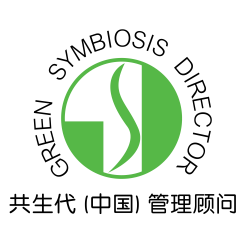 GREEN SYMBIOSIS DIRECTOR
共生代 (中国) 管理顾问